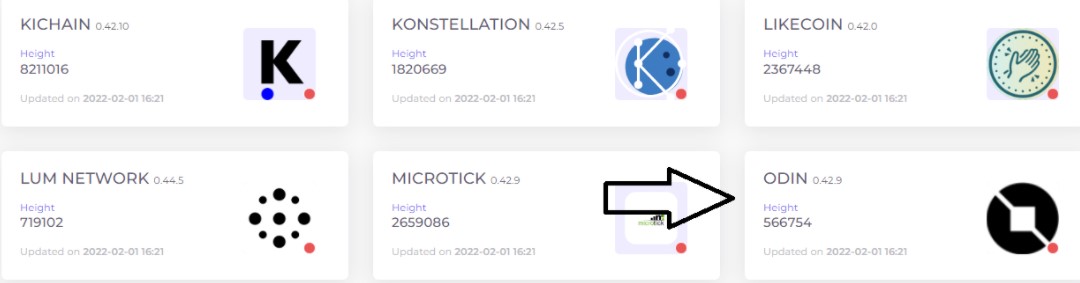 KICHAIN 0.42.10
Height
8211016
Updated on 2022-02-01 16:21
KONSTELLATION 0.42.5
Height
1820669
Updated on 2022-02-01 16:21
LIKECOIN 0.42.0
Height
2367448
Updated on 2022-02-01 16:21
LUM NETWORK 0.44.5
Height
719102
Updated on 2022-02-01 16:21
MICROTICK 0.42.9
Height
2659086
Updated on 2022-02-01 16:21
microtick
ODIN 0.42.9
Height
566754
Updated on 2022-02-01 16:21